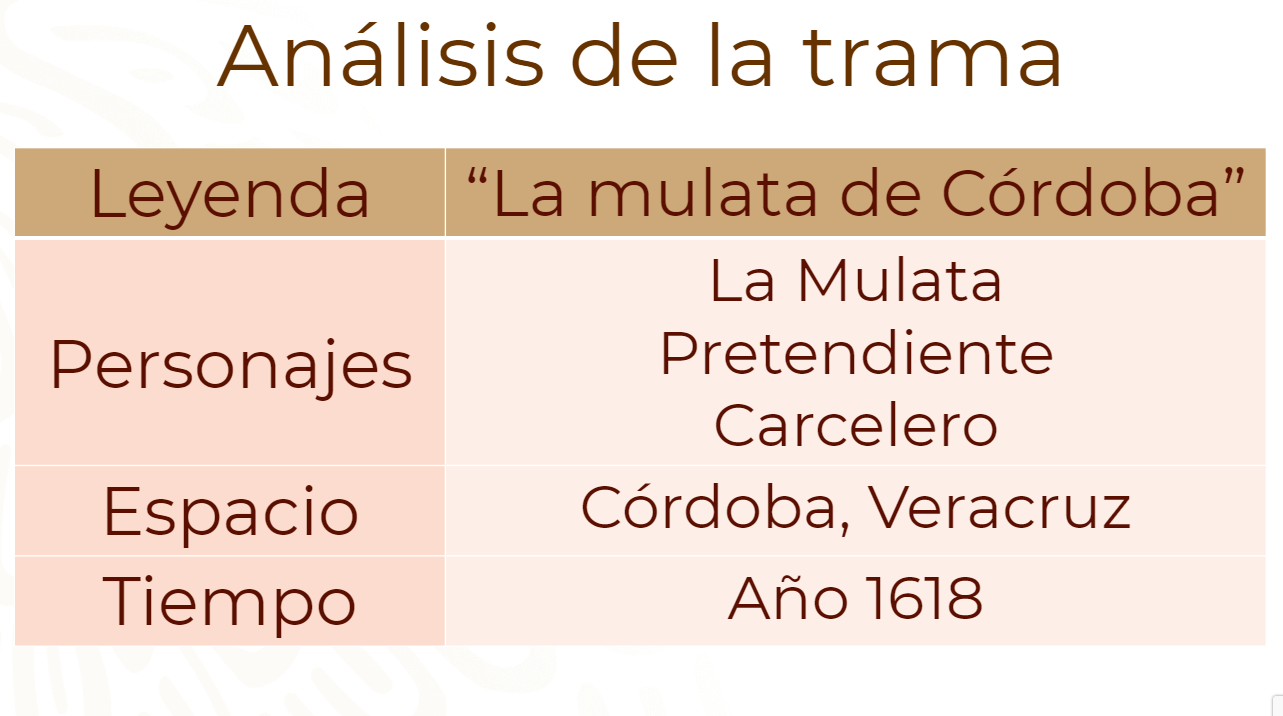 Análisis de la trama
Leyenda
“La mulata de Córdoba”
Personajes
La Mulata
Pretendiente
Carcelero
Espacio
Córdoba, Veracruz
Tiempo
Año 1618